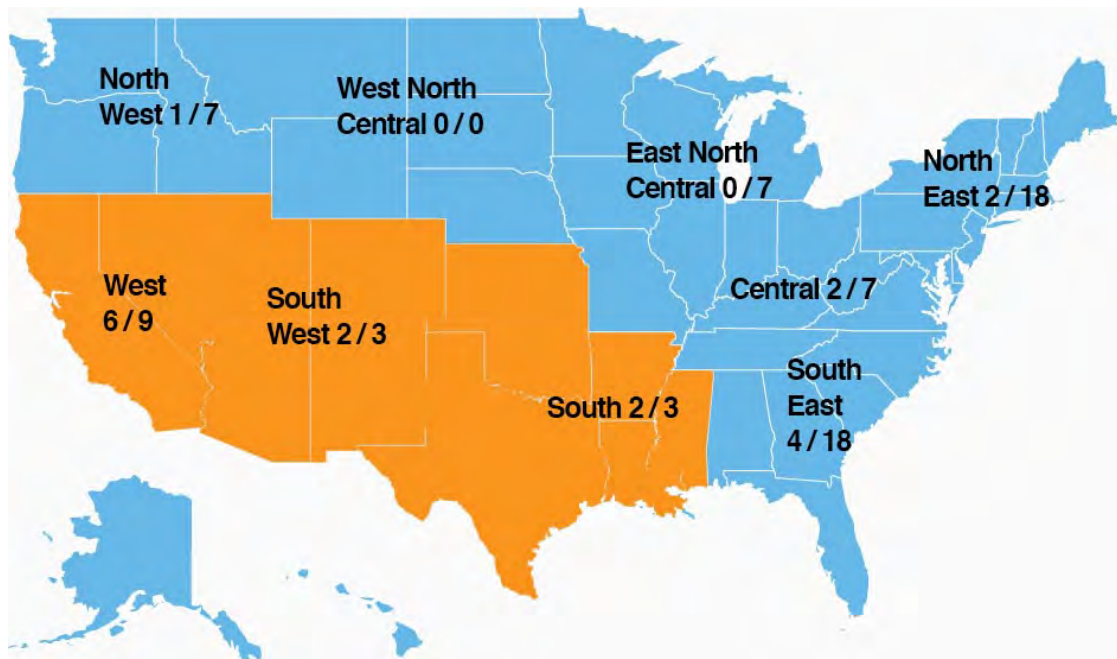 North
West 1 / 7
West North
Central 0 / 0
East North
Central 0 / 7
North
East 2 / 18
West
6 / 9
South
West 2 / 3
Central 2 / 7
South 2 / 3
South
East
4 / 18